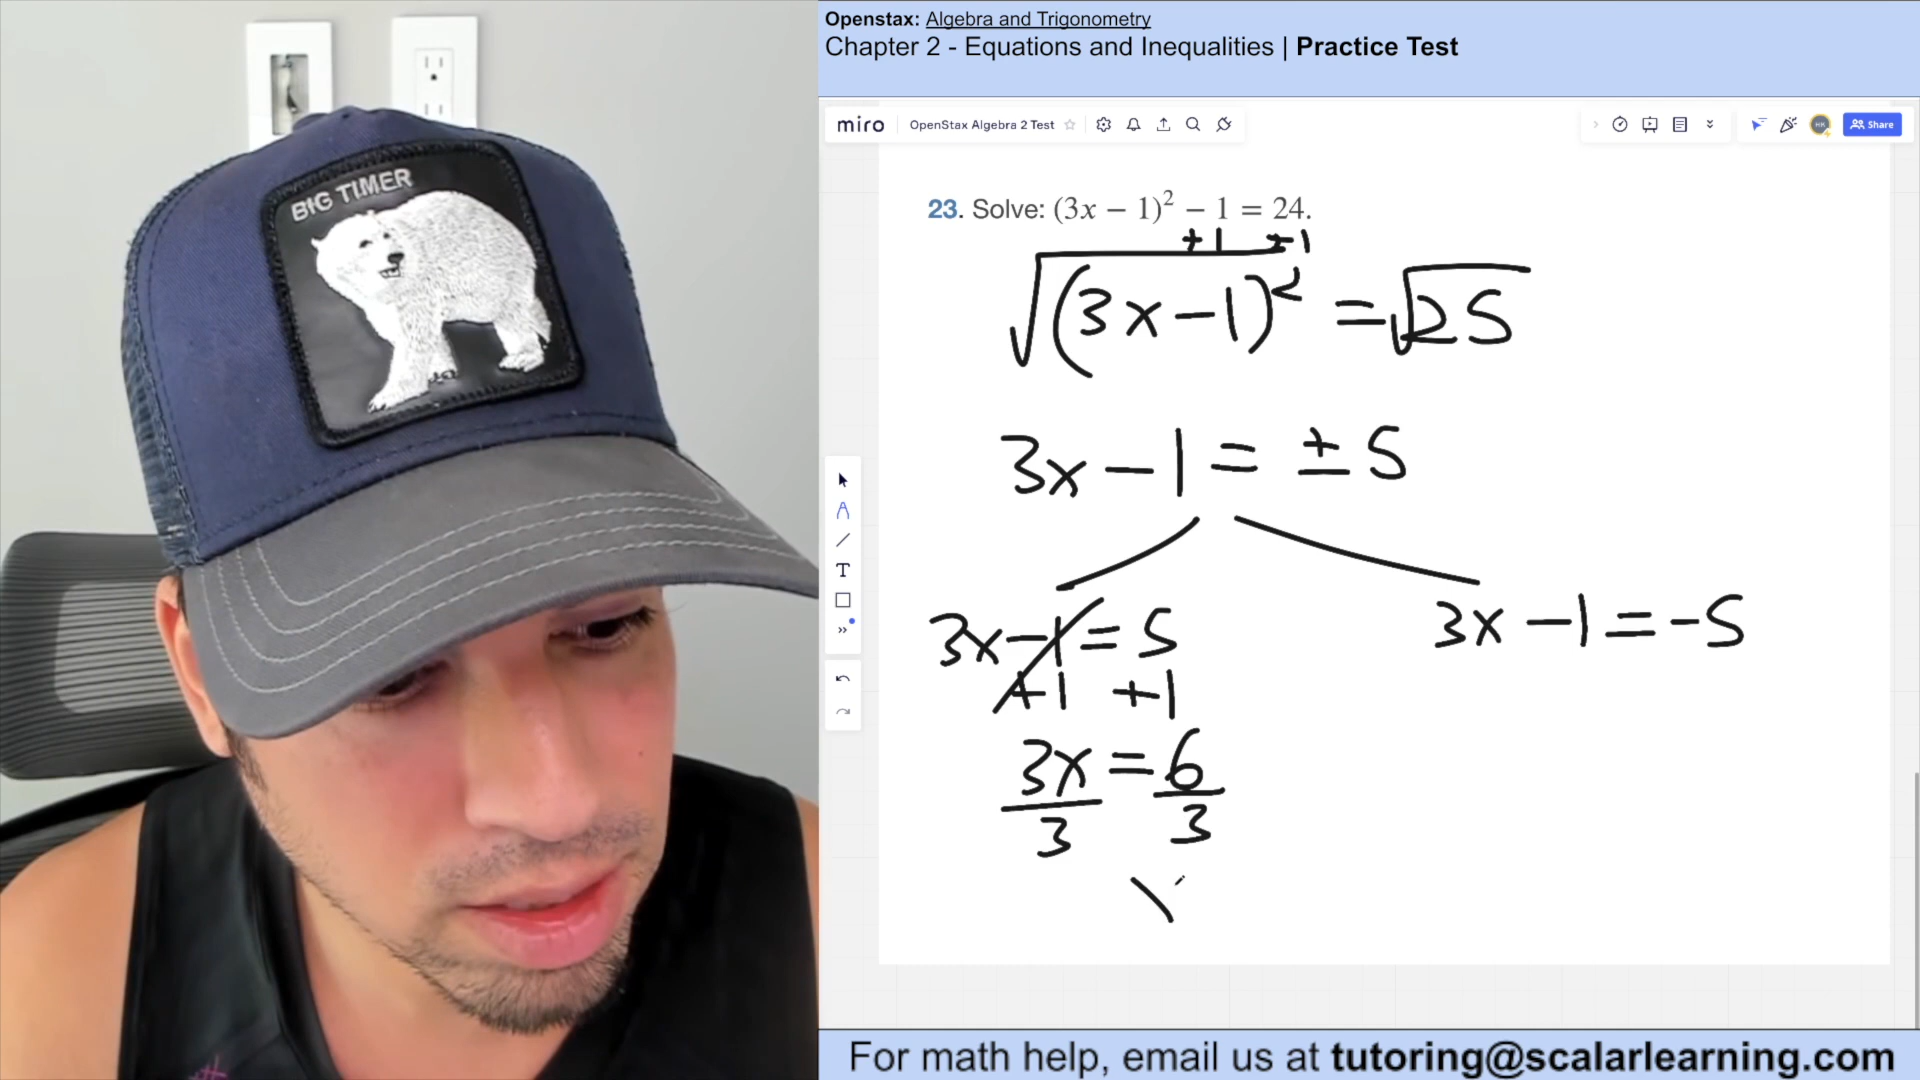 BIG TIMER
Openstax: Algebra and Trigonometry
Chapter 2 - Equations and Inequalities | Practice Test
miro OpenStax Algebra 2 Test Share
23. Solve: (3x − 1)² − 1 = 24.
+1 +1
√(3x−1)² = √25
3x − 1 = ± 5
3x−1 = 5
3x −1 = −5
+1 +1
3x = 6
3 3
For math help, email us at tutoring@scalarlearning.com